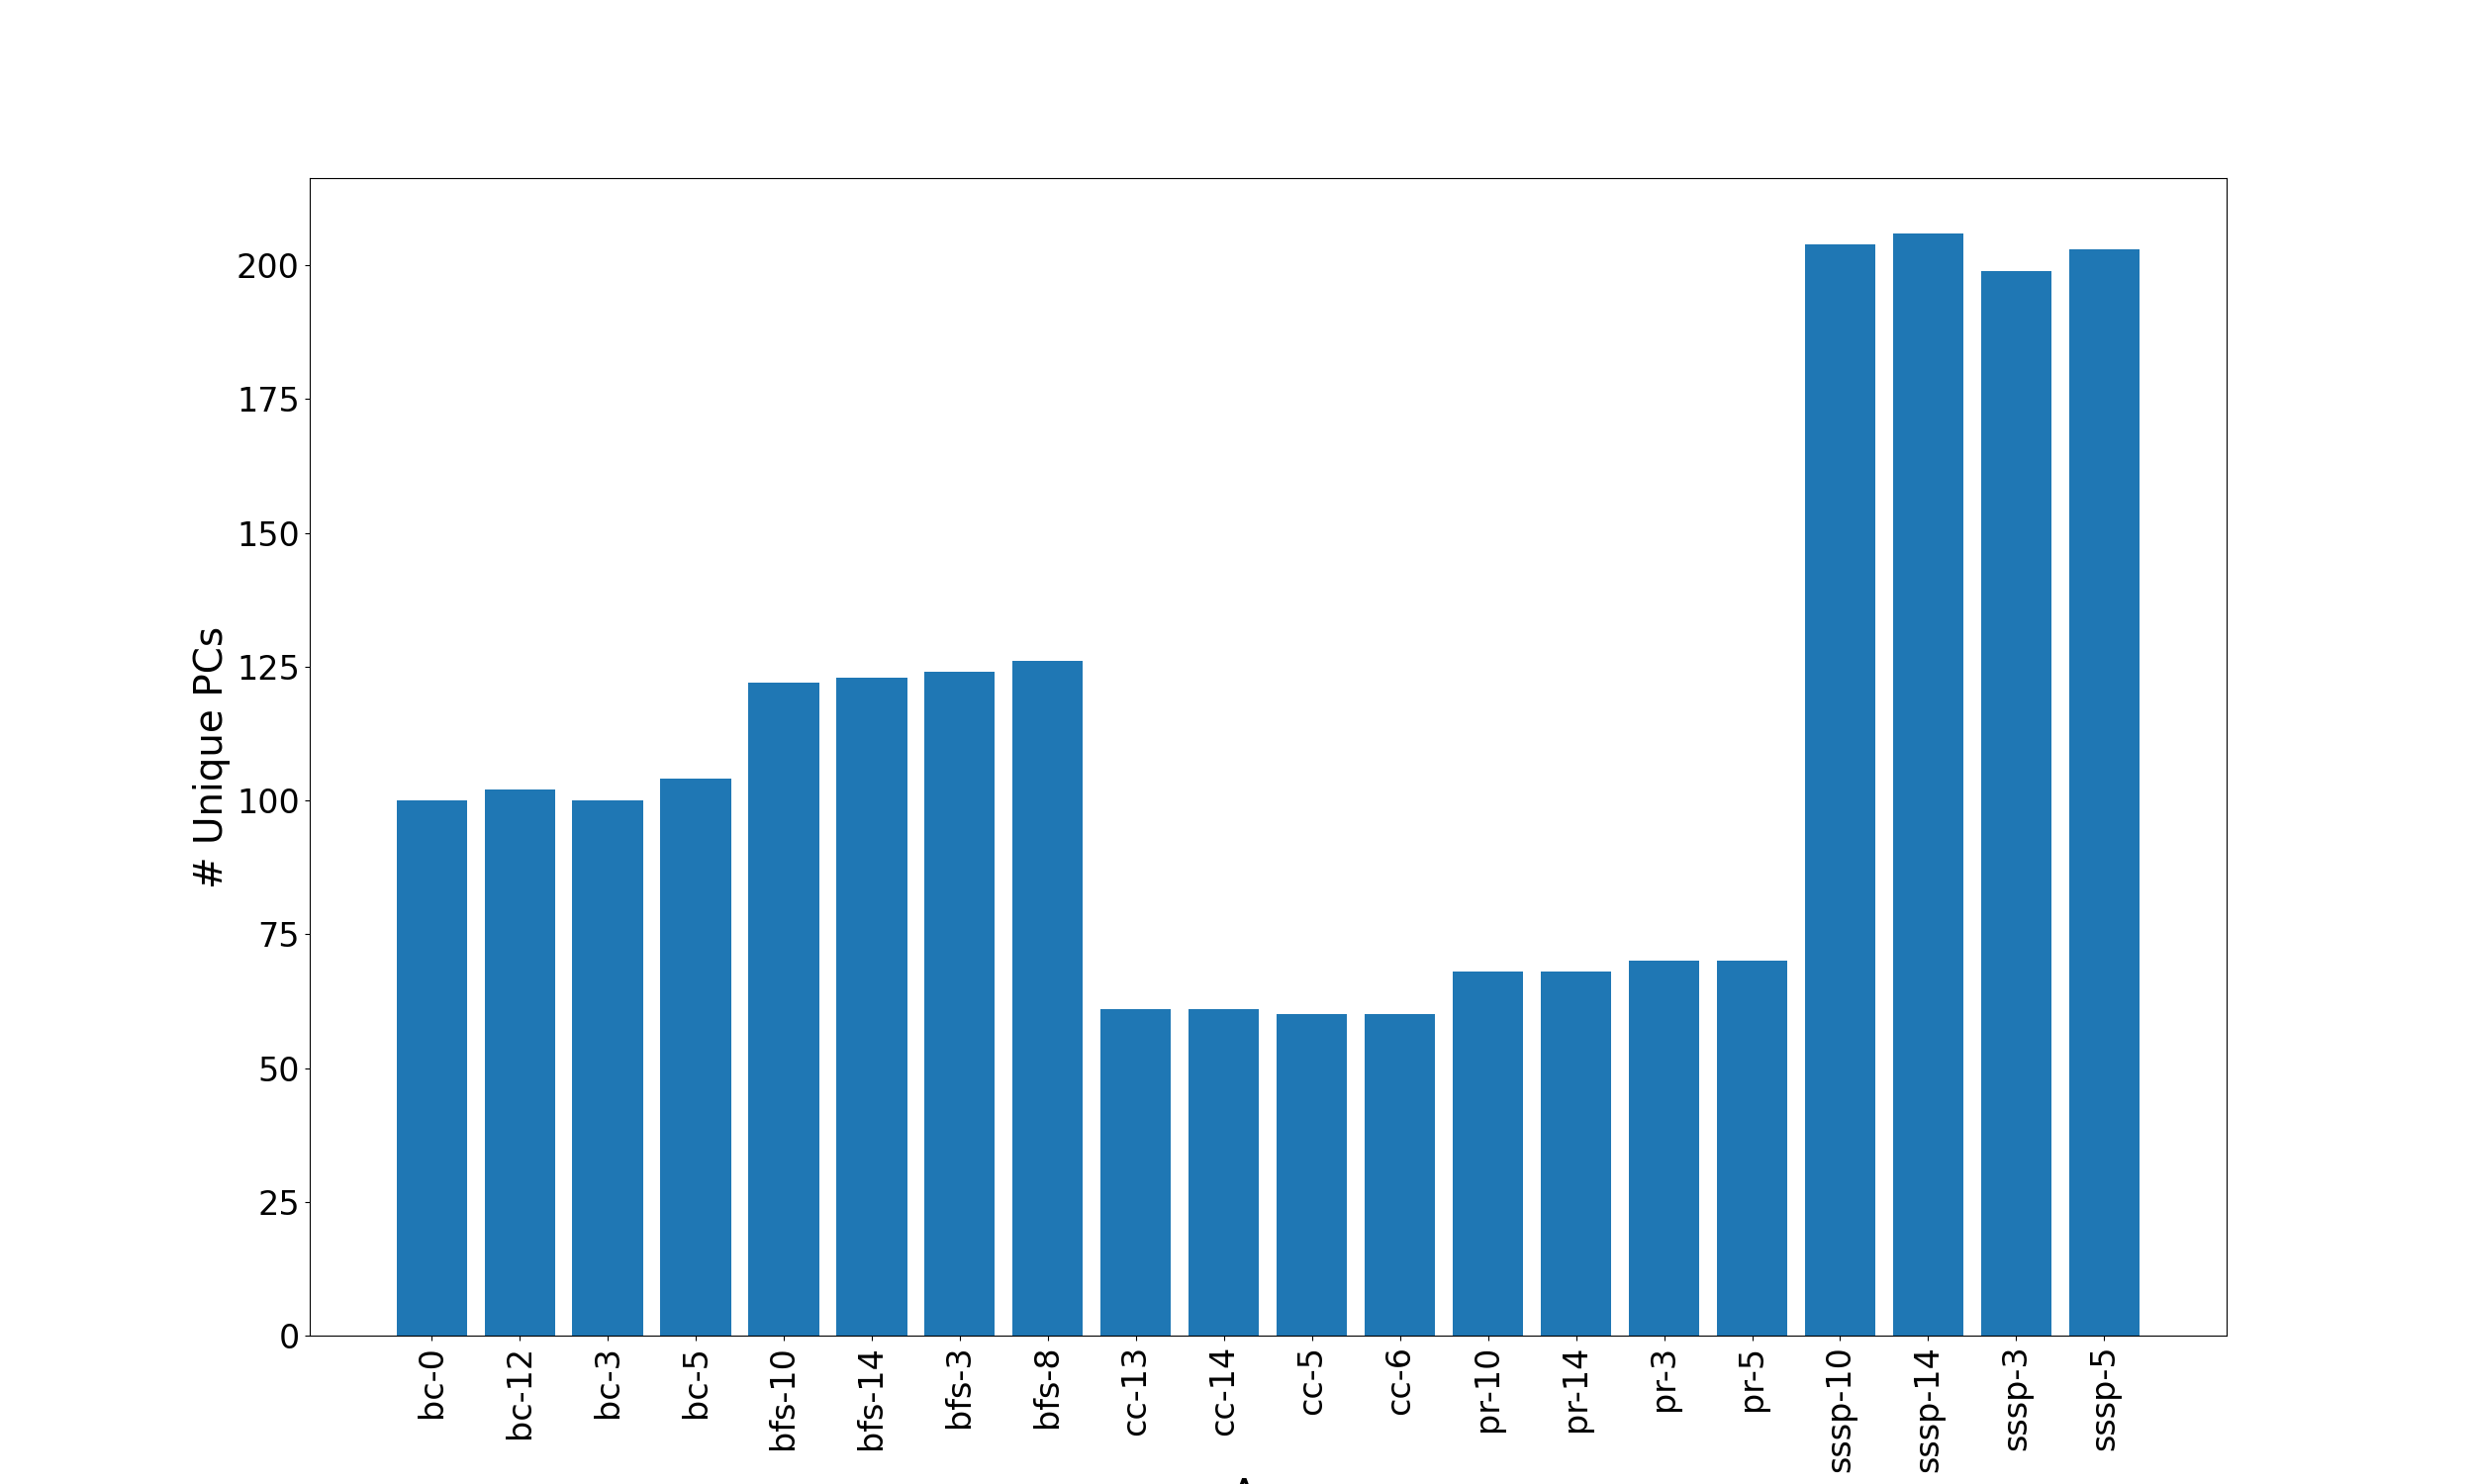 # Unique PCs
200
175
150
125
100
75
50
25
0
bc-0
bc-12
bc-3
bc-5
bfs-10
bfs-14
bfs-3
bfs-8
cc-13
cc-14
cc-5
cc-6
pr-10
pr-14
pr-3
pr-5
sssp-10
sssp-14
sssp-3
sssp-5